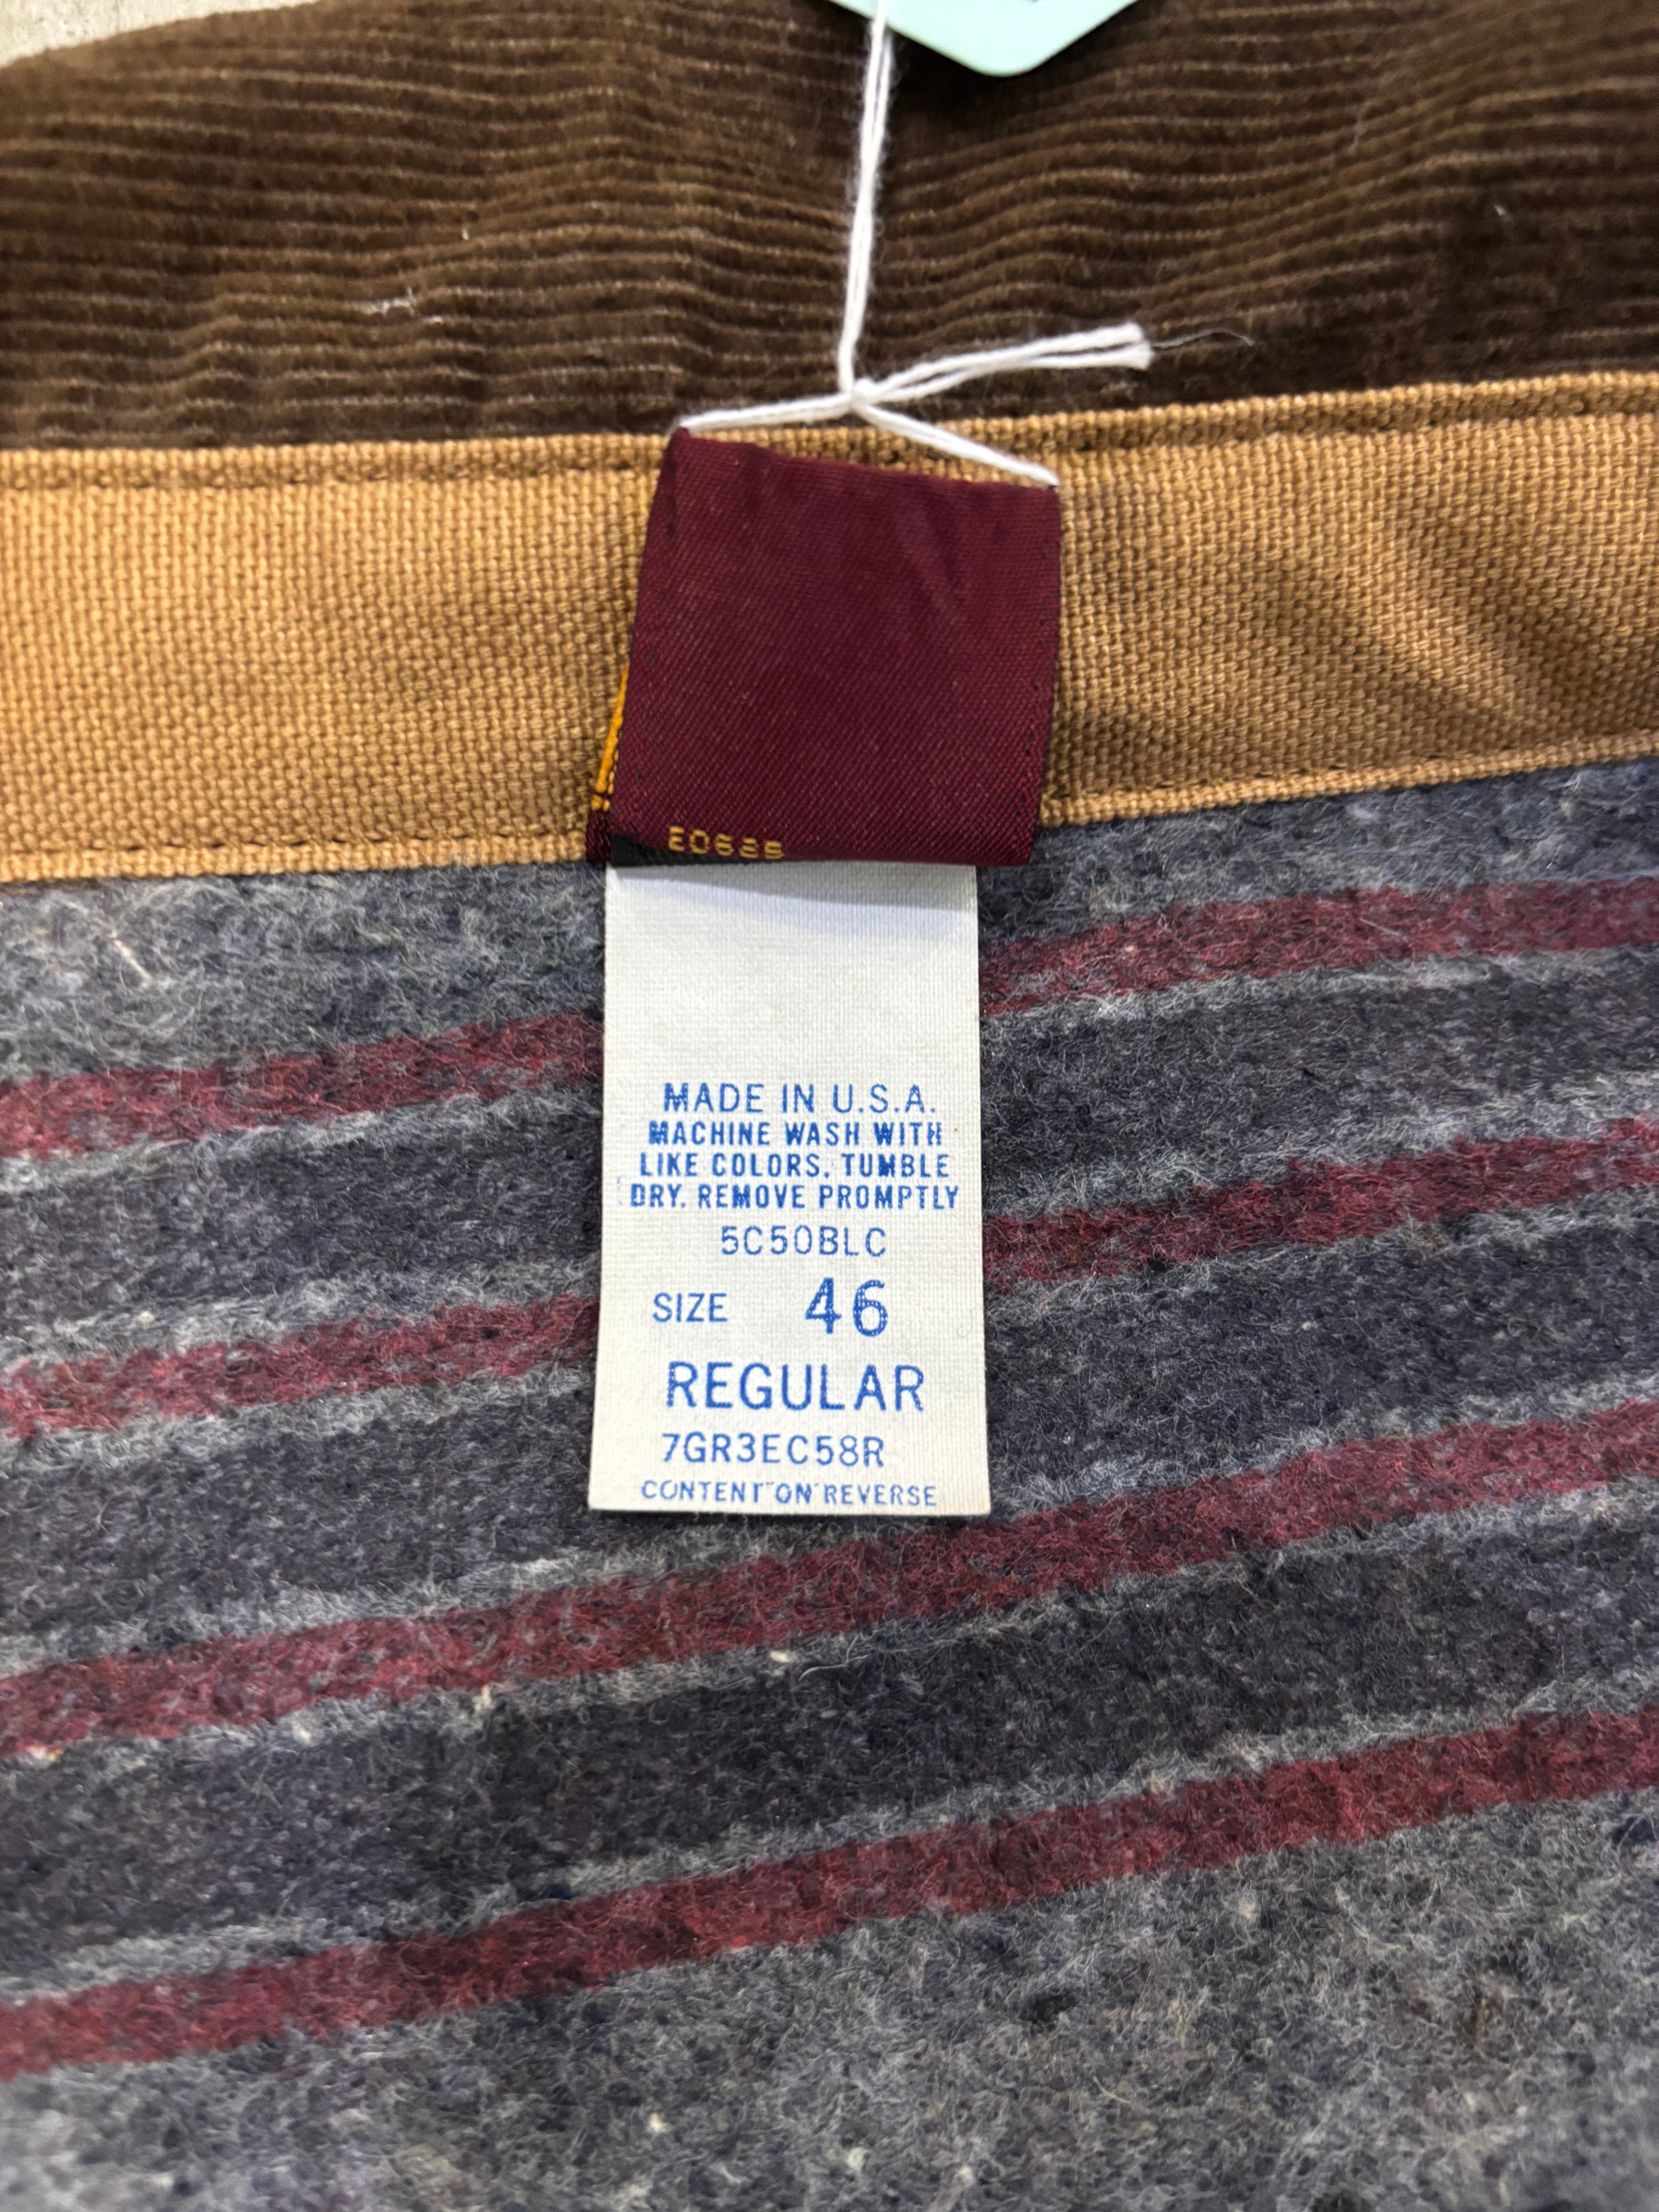 MADE IN U.S.A.
MACHINE WASH WITH
LIKE COLORS, TUMBLE
DRY. REMOVE PROMPTLY
5C50BLC
SIZE 46
REGULAR
7GR3EC58R
CONTENT ON REVERSE